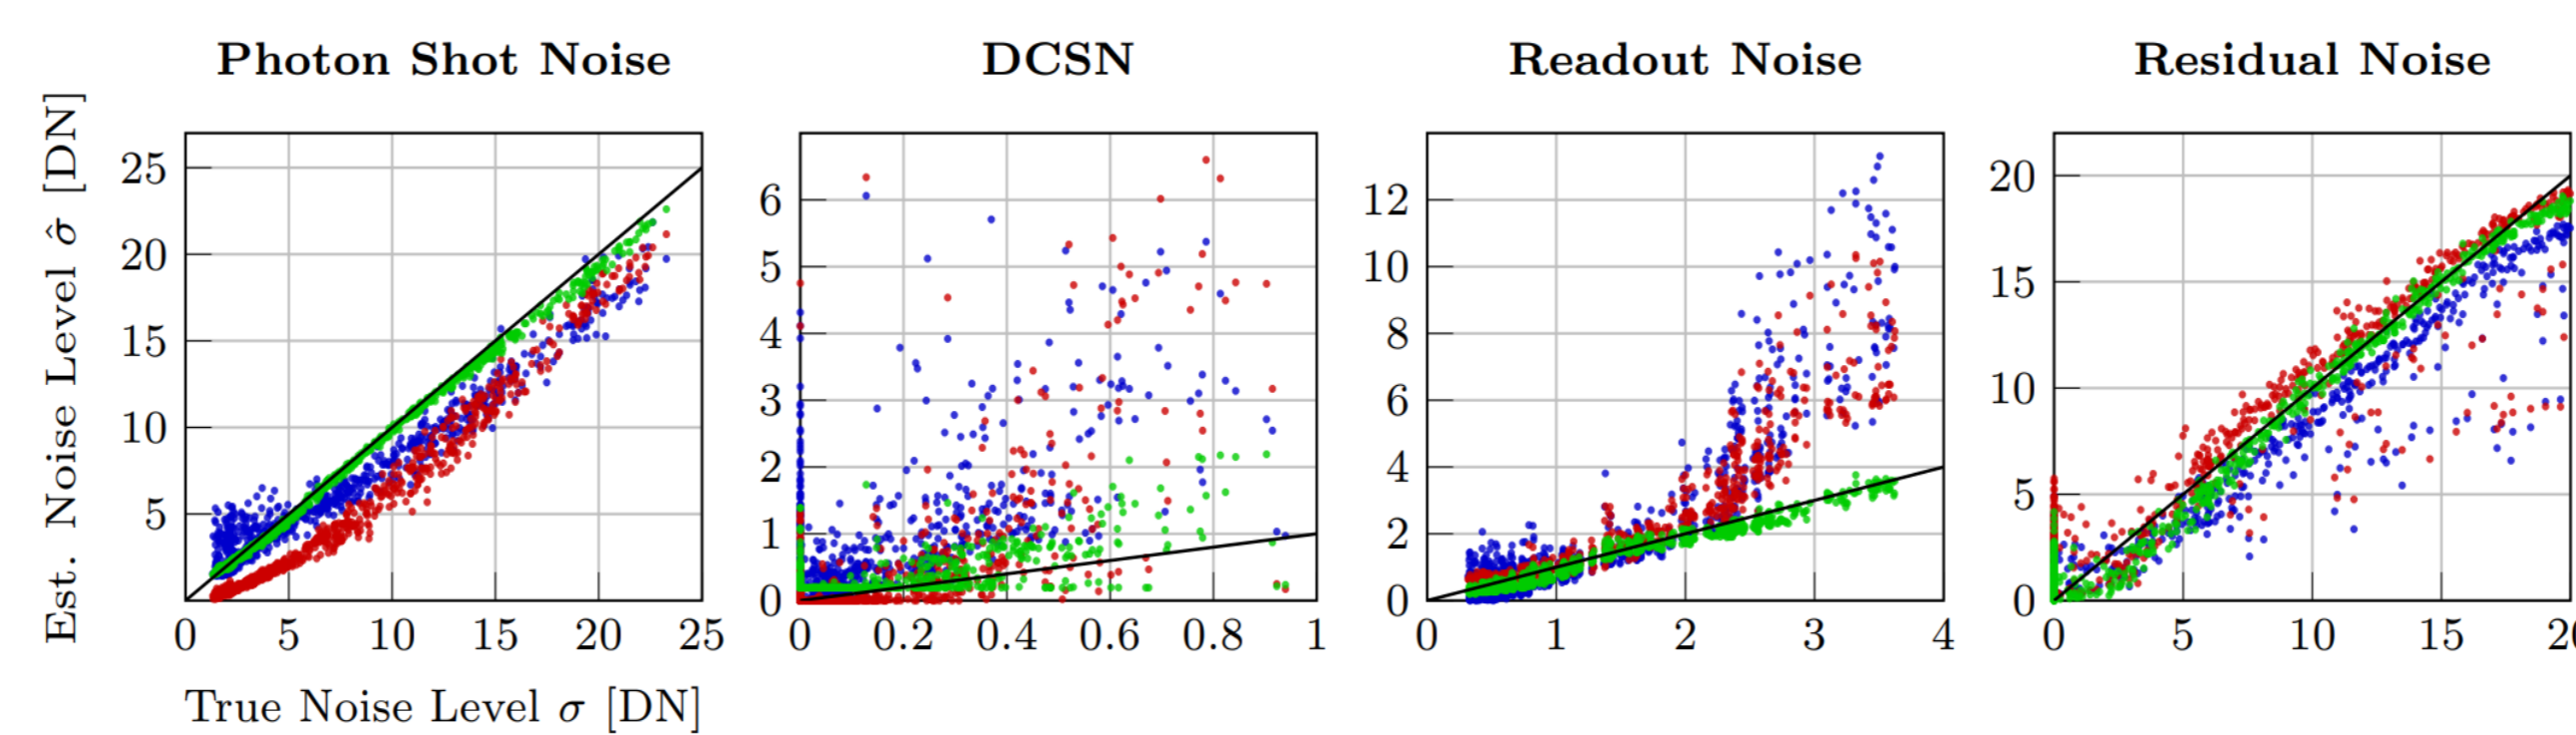 Photon Shot Noise
DCSN
Readout Noise
Residual Noise
Est. Noise Level σ̂ [DN]
25
20
15
10
5
0 5 10 15 20 25
True Noise Level σ [DN]
6
5
4
3
2
1
0
0 0.2 0.4 0.6 0.8 1
12
10
8
6
4
2
0
0 1 2 3 4
20
15
10
5
0
0 5 10 15 20